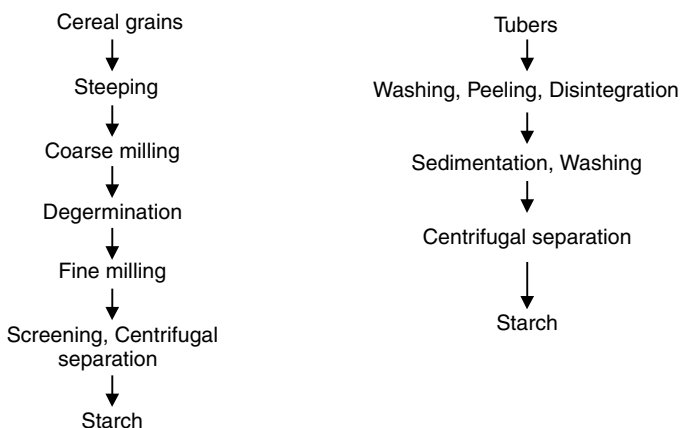 Cereal grains
Steeping
Coarse milling
Degermination
Fine milling
Screening, Centrifugal
separation
Starch
Tubers
Washing, Peeling, Disintegration
Sedimentation, Washing
Centrifugal separation
Starch